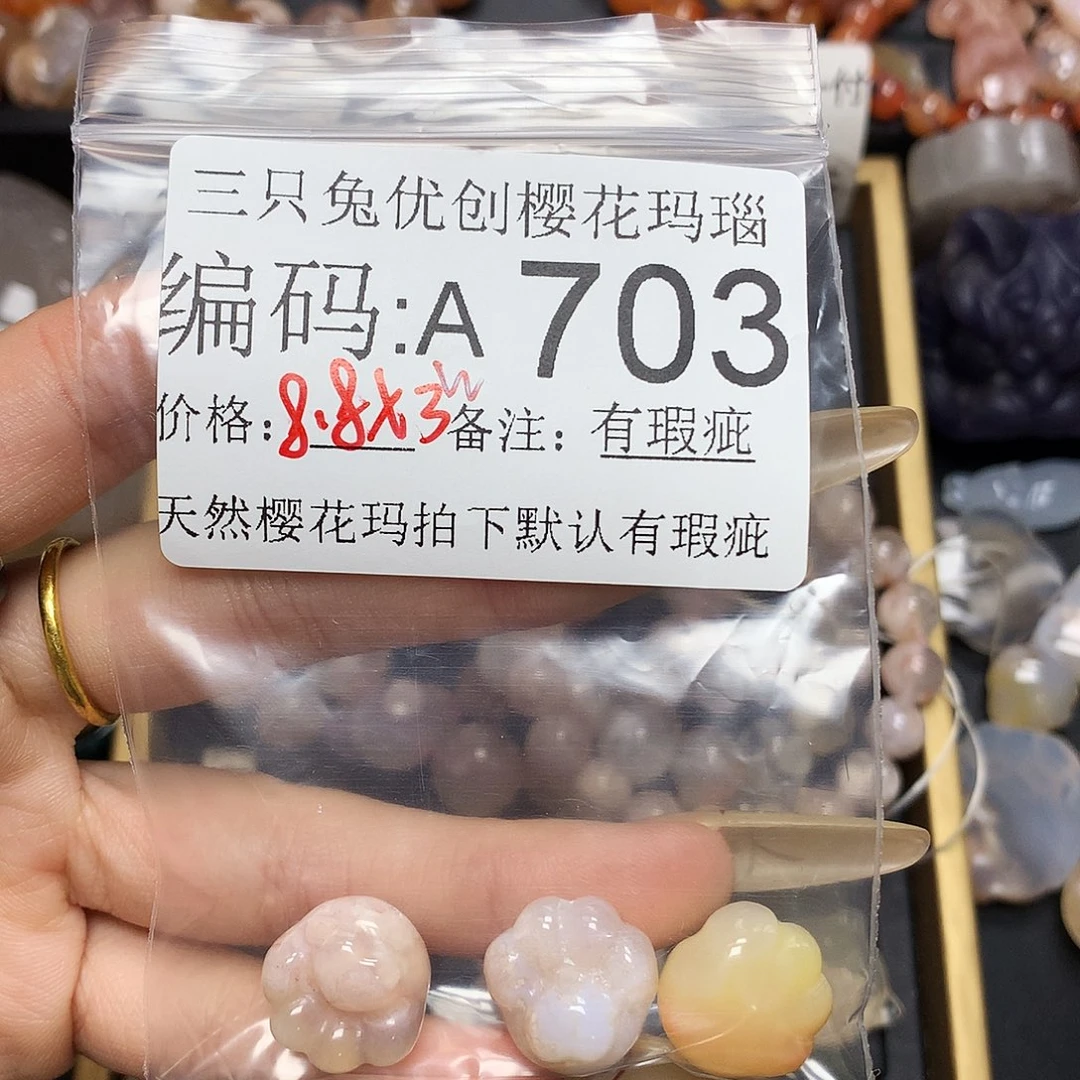 三只兔优创樱花玛瑙
编码:A 703
价格:8.8X3 备注:有瑕疵
天然樱花玛拍下默认有瑕疵
付